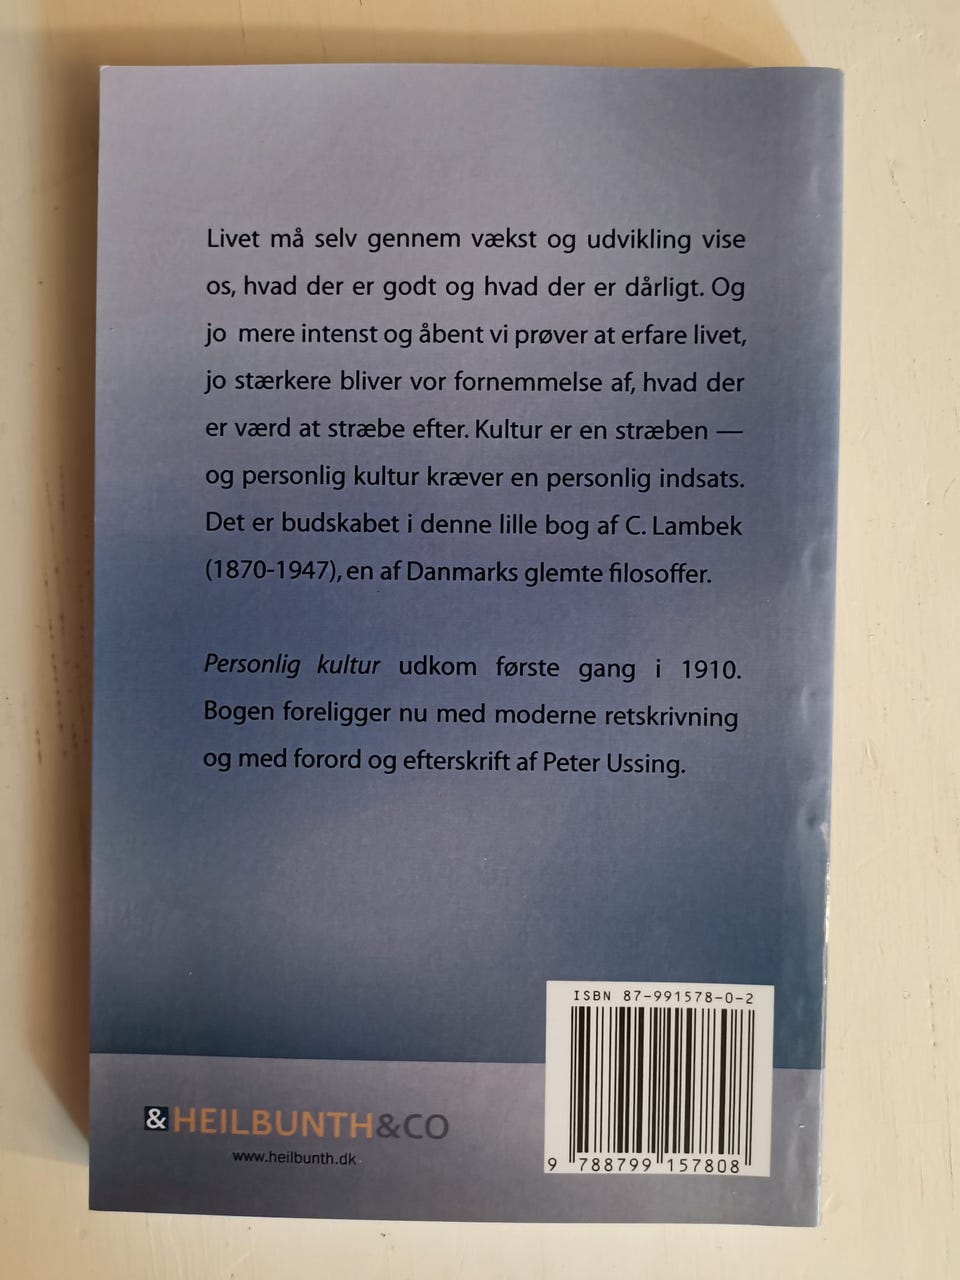 Livet må selv gennem vækst og udvikling vise
os, hvad der er godt og hvad der er dårligt. Og
jo mere intenst og åbent vi prøver at erfare livet,
jo stærkere bliver vor fornemmelse af, hvad der
er værd at stræbe efter. Kultur er en stræben —
og personlig kultur kræver en personlig indsats.
Det er budskabet i denne lille bog af C. Lambek
(1870-1947), en af Danmarks glemte filosoffer.
Personlig kultur udkom første gang i 1910.
Bogen foreligger nu med moderne retskrivning
og med forord og efterskrift af Peter Ussing.
ISBN 87-991578-0-2
9 788799 157808
& HEILBUNTH&CO
www.heilbunth.dk